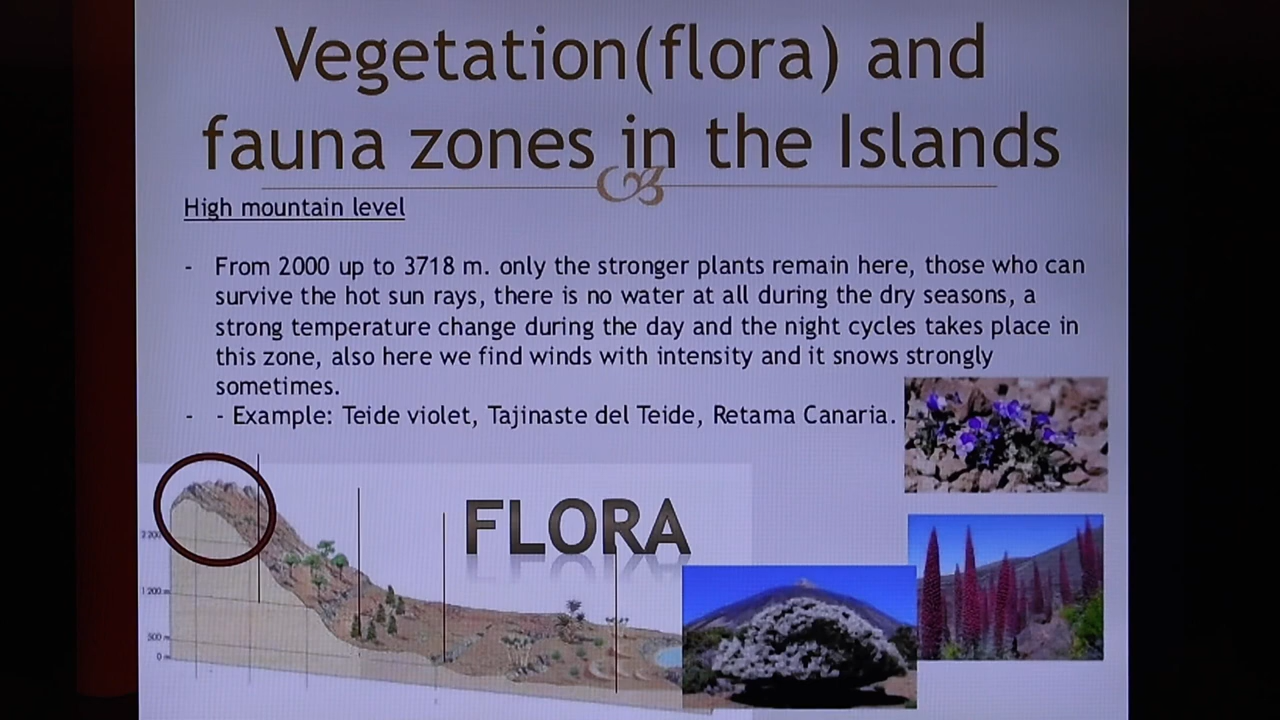 Vegetation(flora) and
fauna zones in the Islands
High mountain level
- From 2000 up to 3718 m. only the stronger plants remain here, those who can
survive the hot sun rays, there is no water at all during the dry seasons, a
strong temperature change during the day and the night cycles takes place in
this zone, also here we find winds with intensity and it snows strongly
sometimes.
- - Example: Teide violet, Tajinaste del Teide, Retama Canaria.
FLORA
2 200
1 200 m
500 m
0 m